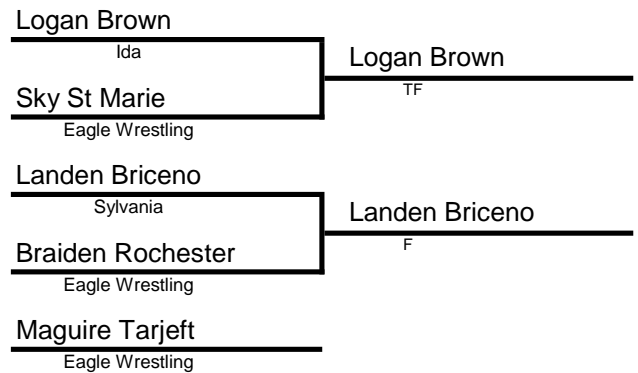 Logan Brown
Ida
Logan Brown
TF
Sky St Marie
Eagle Wrestling
Landen Briceno
Sylvania
Landen Briceno
F
Braiden Rochester
Eagle Wrestling
Maguire Tarjeft
Eagle Wrestling